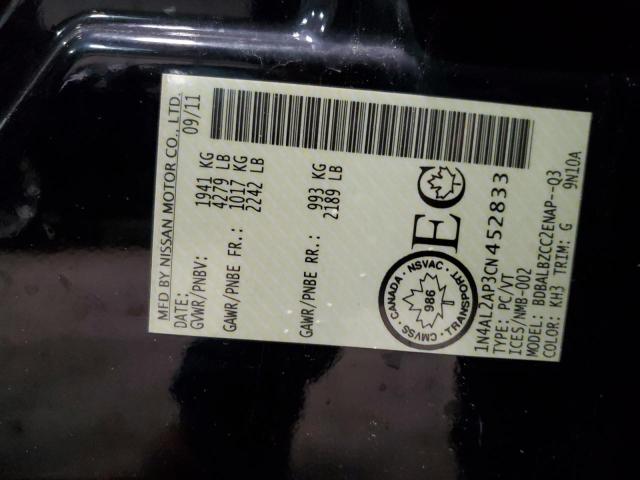 MFD BY NISSAN MOTOR CO., LTD.
DATE: 09/11
GVWR/PNBV: 1941 KG
4279 LB
GAWR/PNBE FR: 1017 KG
2242 LB
GAWR/PNBE RR.: 993 KG
2189 LB
EC
CANADA · NSVAC · TRANSPORT · CMVSS ·
986
1N4AL2AP3CN452833
TYPE: PC/VT
ICES/NMB-002
MODEL: BDBALBZCC2ENAP--Q3
COLOR: KH3 TRIM: G 9N10A